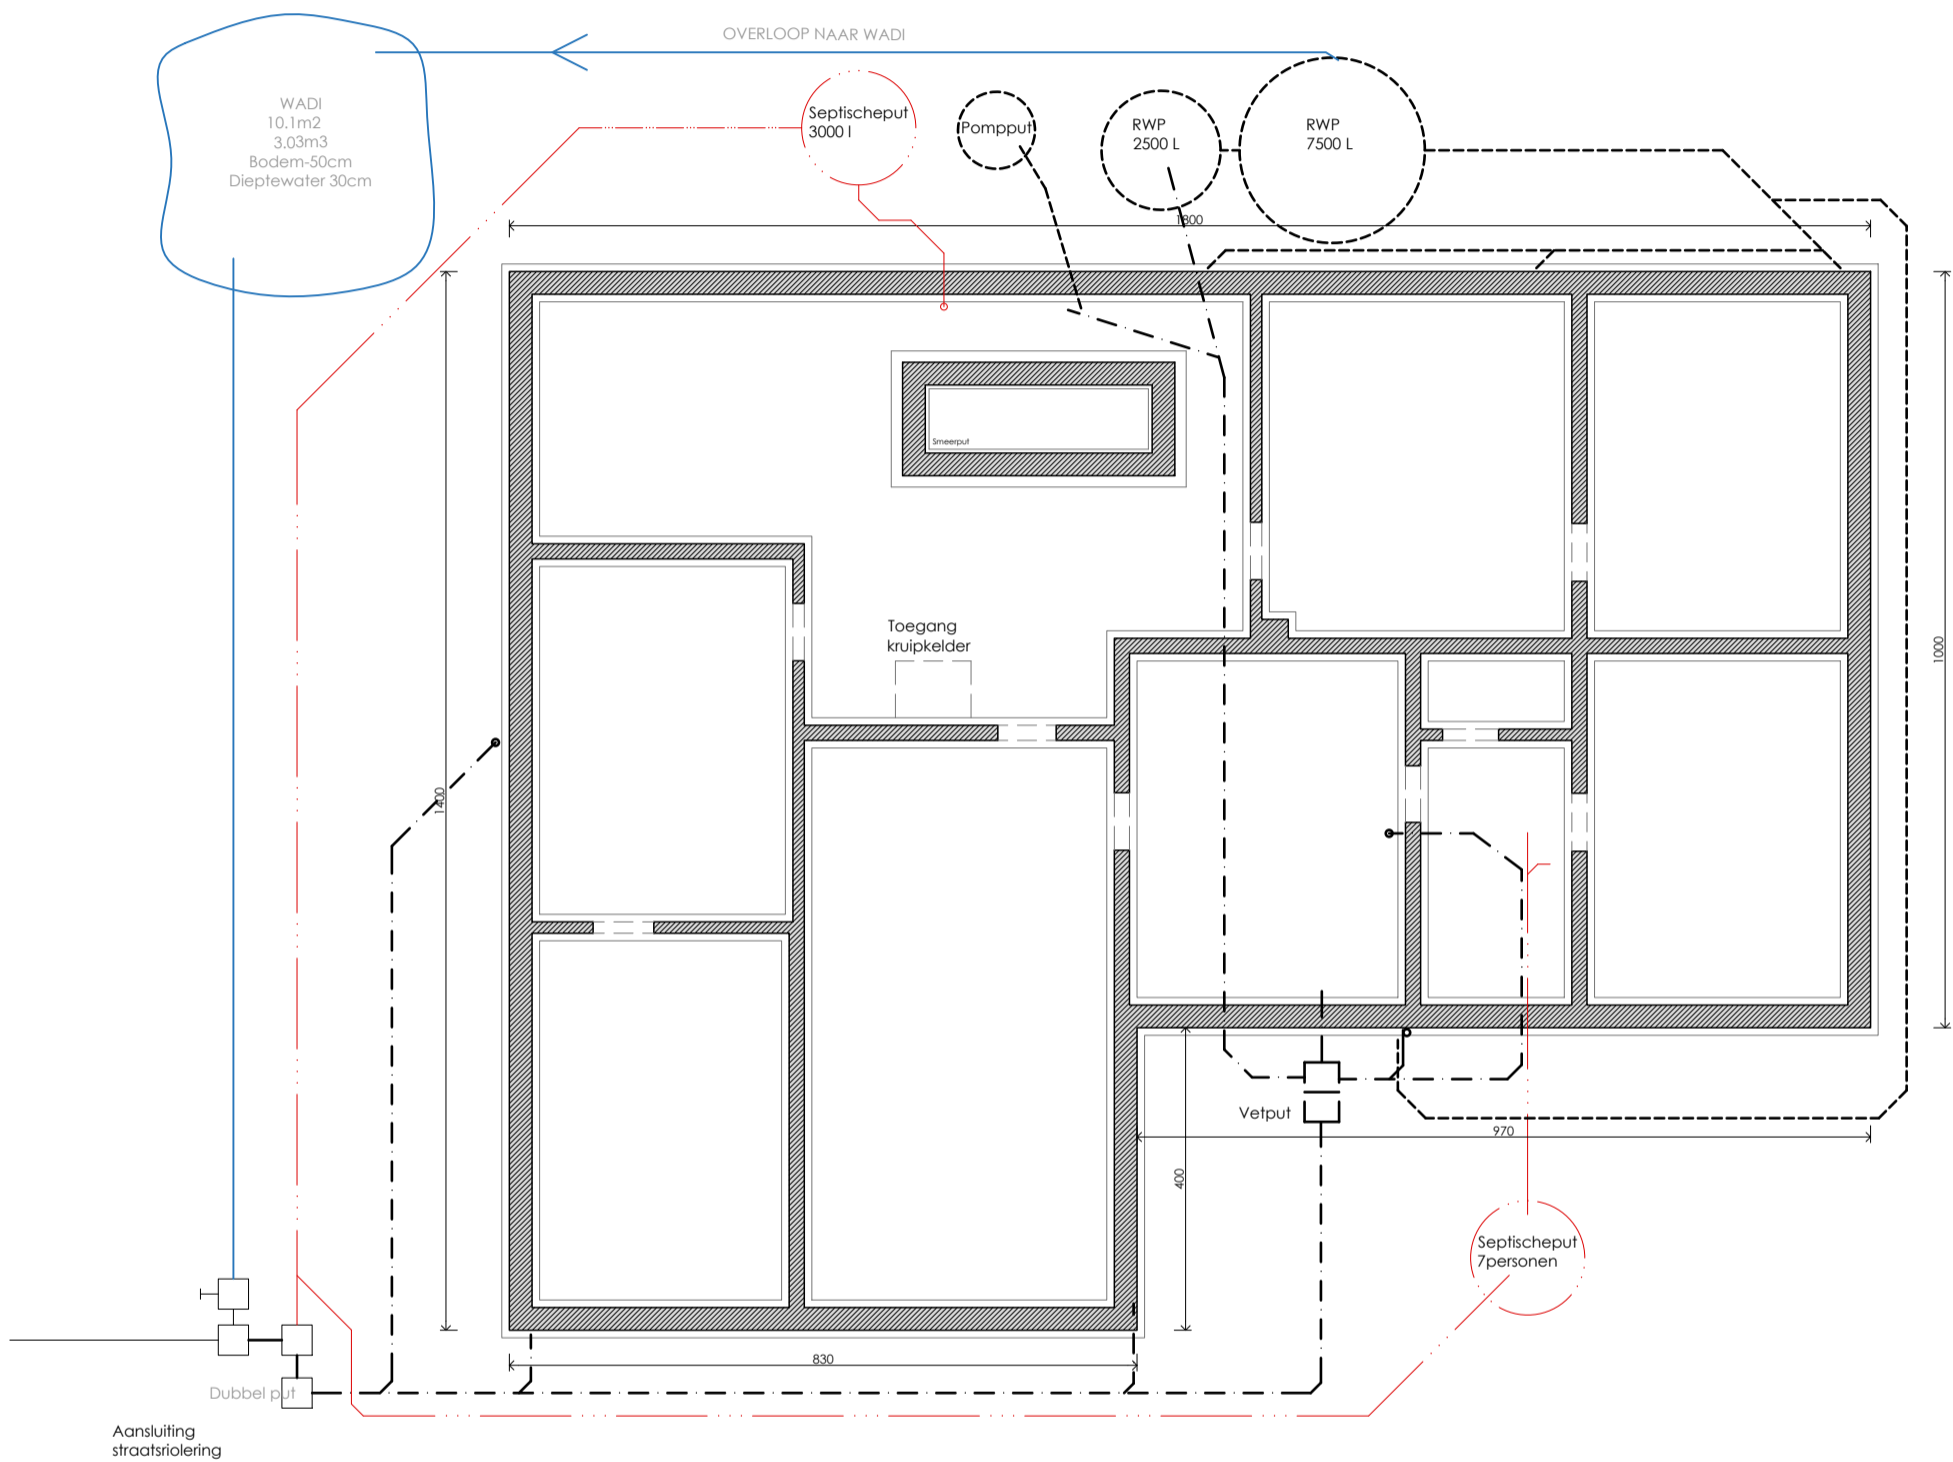 OVERLOOP NAAR WADI
WADI
10.1m2
3.03m3
Bodem-50cm
Dieptewater 30cm
Septischeput
3000 l
Pompput
RWP
2500 L
RWP
7500 L
1800
Smeerput
Toegang
kruipkelder
1000
1400
Vetput
970
400
Septischeput
7personen
830
Dubbel put
Aansluiting
straatsriolering